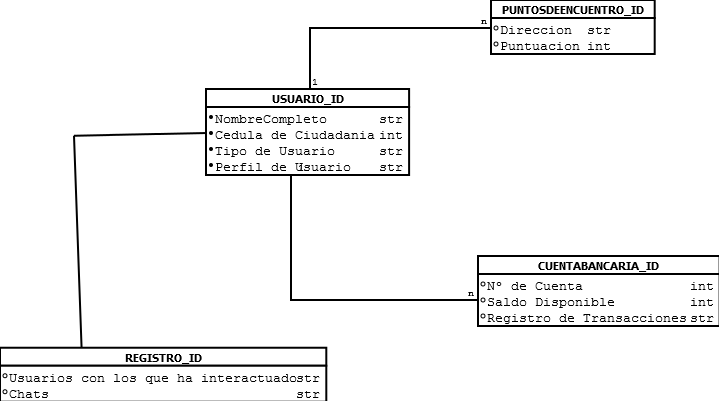 PUNTOSDEENCUENTRO_ID
n
Direccion str
Puntuacion int
1
USUARIO_ID
NombreCompleto str
Cedula de Ciudadania int
Tipo de Usuario str
Perfil de Usuario str
CUENTABANCARIA_ID
Nº de Cuenta int
n
Saldo Disponible int
Registro de Transacciones str
REGISTRO_ID
Usuarios con los que ha interactuado str
Chats str